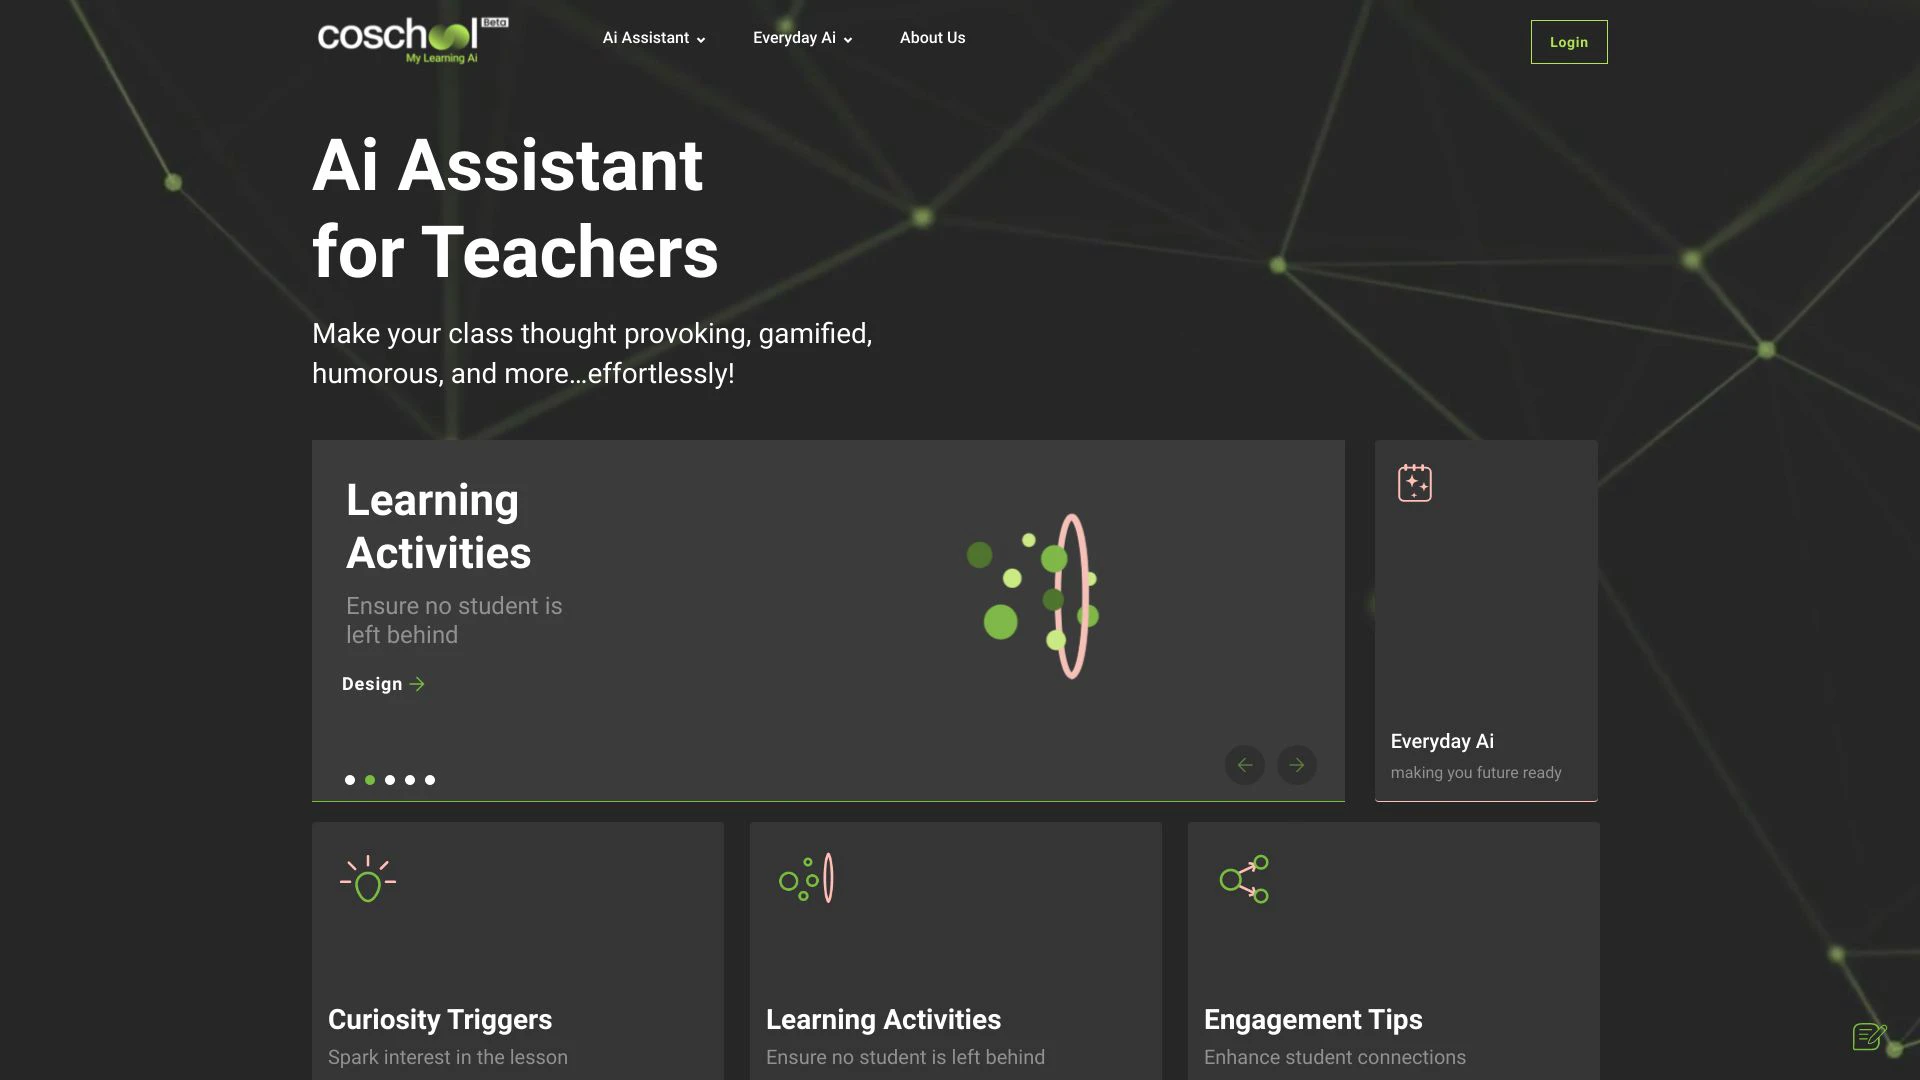 coschool Beta
My Learning Ai
Ai Assistant
Everyday Ai
About Us
Login
Ai Assistant
for Teachers
Make your class thought provoking, gamified,
humorous, and more...effortlessly!
Learning
Activities
Ensure no student is
left behind
Design
Everyday Ai
making you future ready
Curiosity Triggers
Spark interest in the lesson
Learning Activities
Ensure no student is left behind
Engagement Tips
Enhance student connections